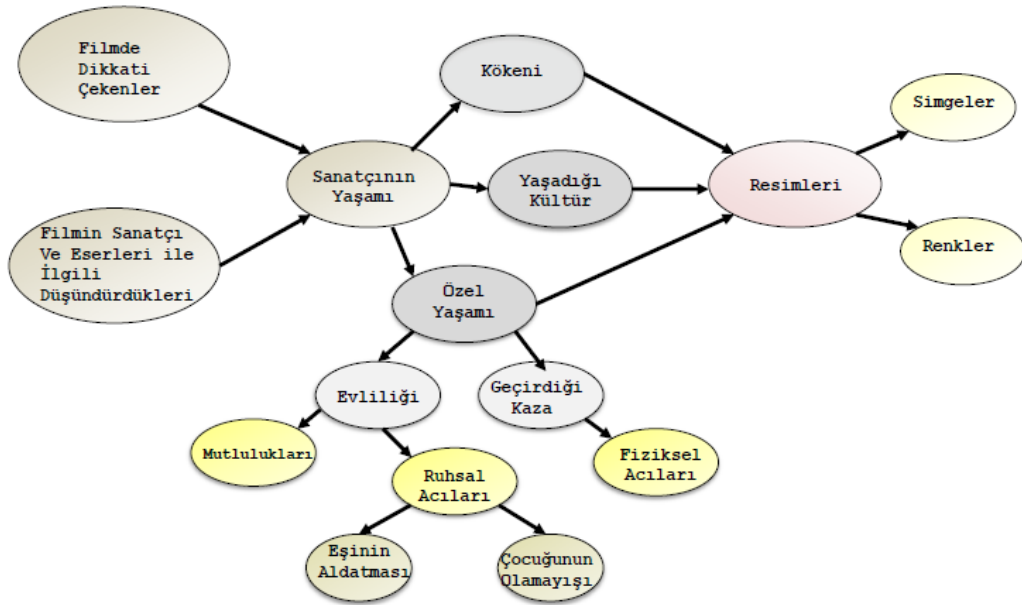 Filmde
Dikkati
Çekenler
Kökeni
Simgeler
Sanatçının
Yaşamı
Yaşadığı
Kültür
Resimleri
Filmin Sanatçı
Ve Eserleri ile
İlgili
Düşündürdükleri
Renkler
Özel
Yaşamı
Evliliği
Geçirdiği
Kaza
Mutlulukları
Ruhsal
Acıları
Fiziksel
Acıları
Eşinin
Aldatması
Çocuğunun
Olamayışı